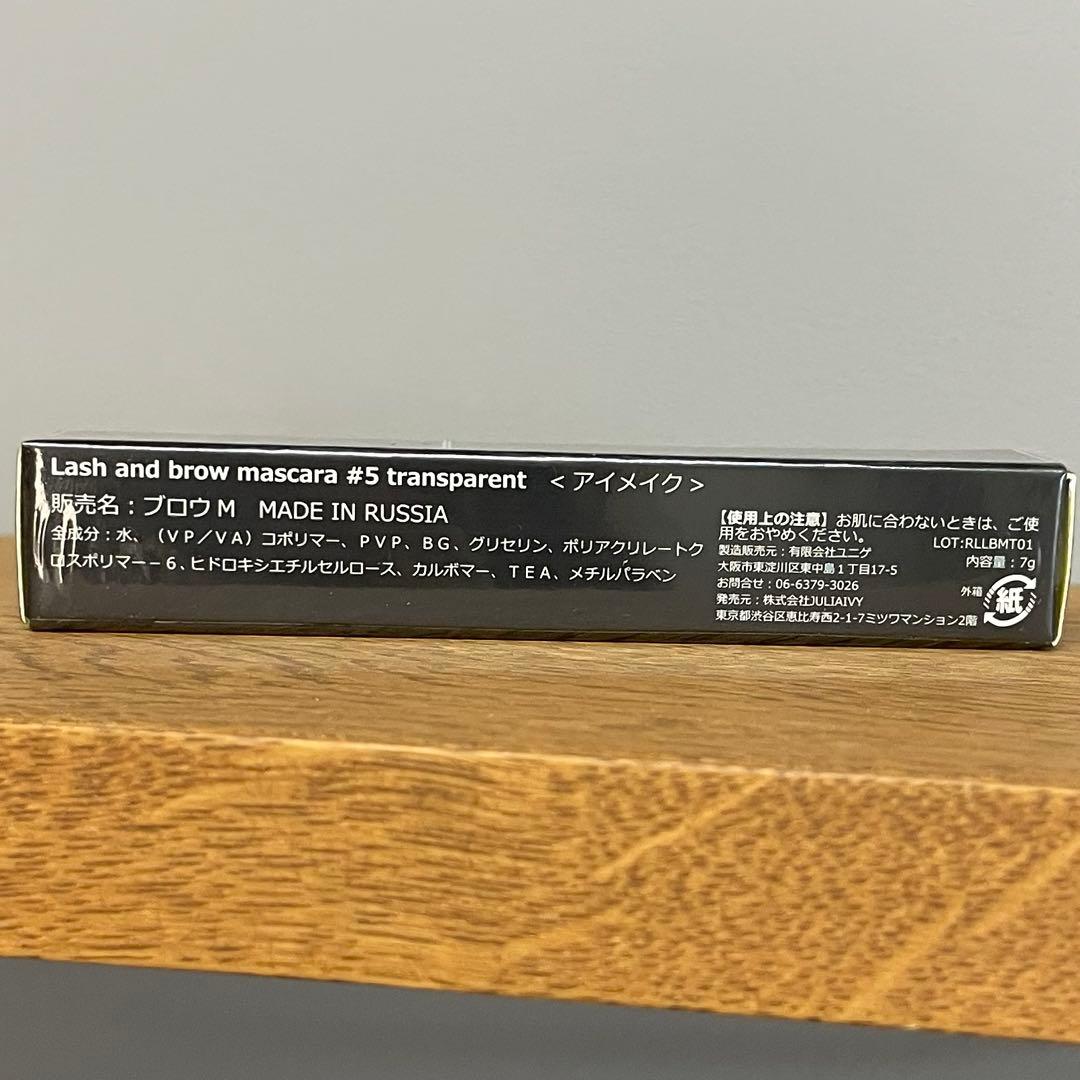 Lash and brow mascara #5 transparent <アイメイク>
販売名:ブロウM MADE IN RUSSIA
全成分:水、(VP/VA)コポリマー、PVP、BG、グリセリン、ポリアクリレートク
ロスポリマー-6、ヒドロキシエチルセルロース、カルボマー、TEA、メチルパラベン
【使用上の注意】お肌に合わないときは、ご使
用をおやめください。
LOT:RLLBMT01
製造販売元:有限会社ユニゲ
内容量:7g
大阪市東淀川区東中島1丁目17-5
お問合せ:06-6379-3026
発売元:株式会社JULIAIVY
東京都渋谷区恵比寿西2-1-7ミツワマンション2階
外箱
紙